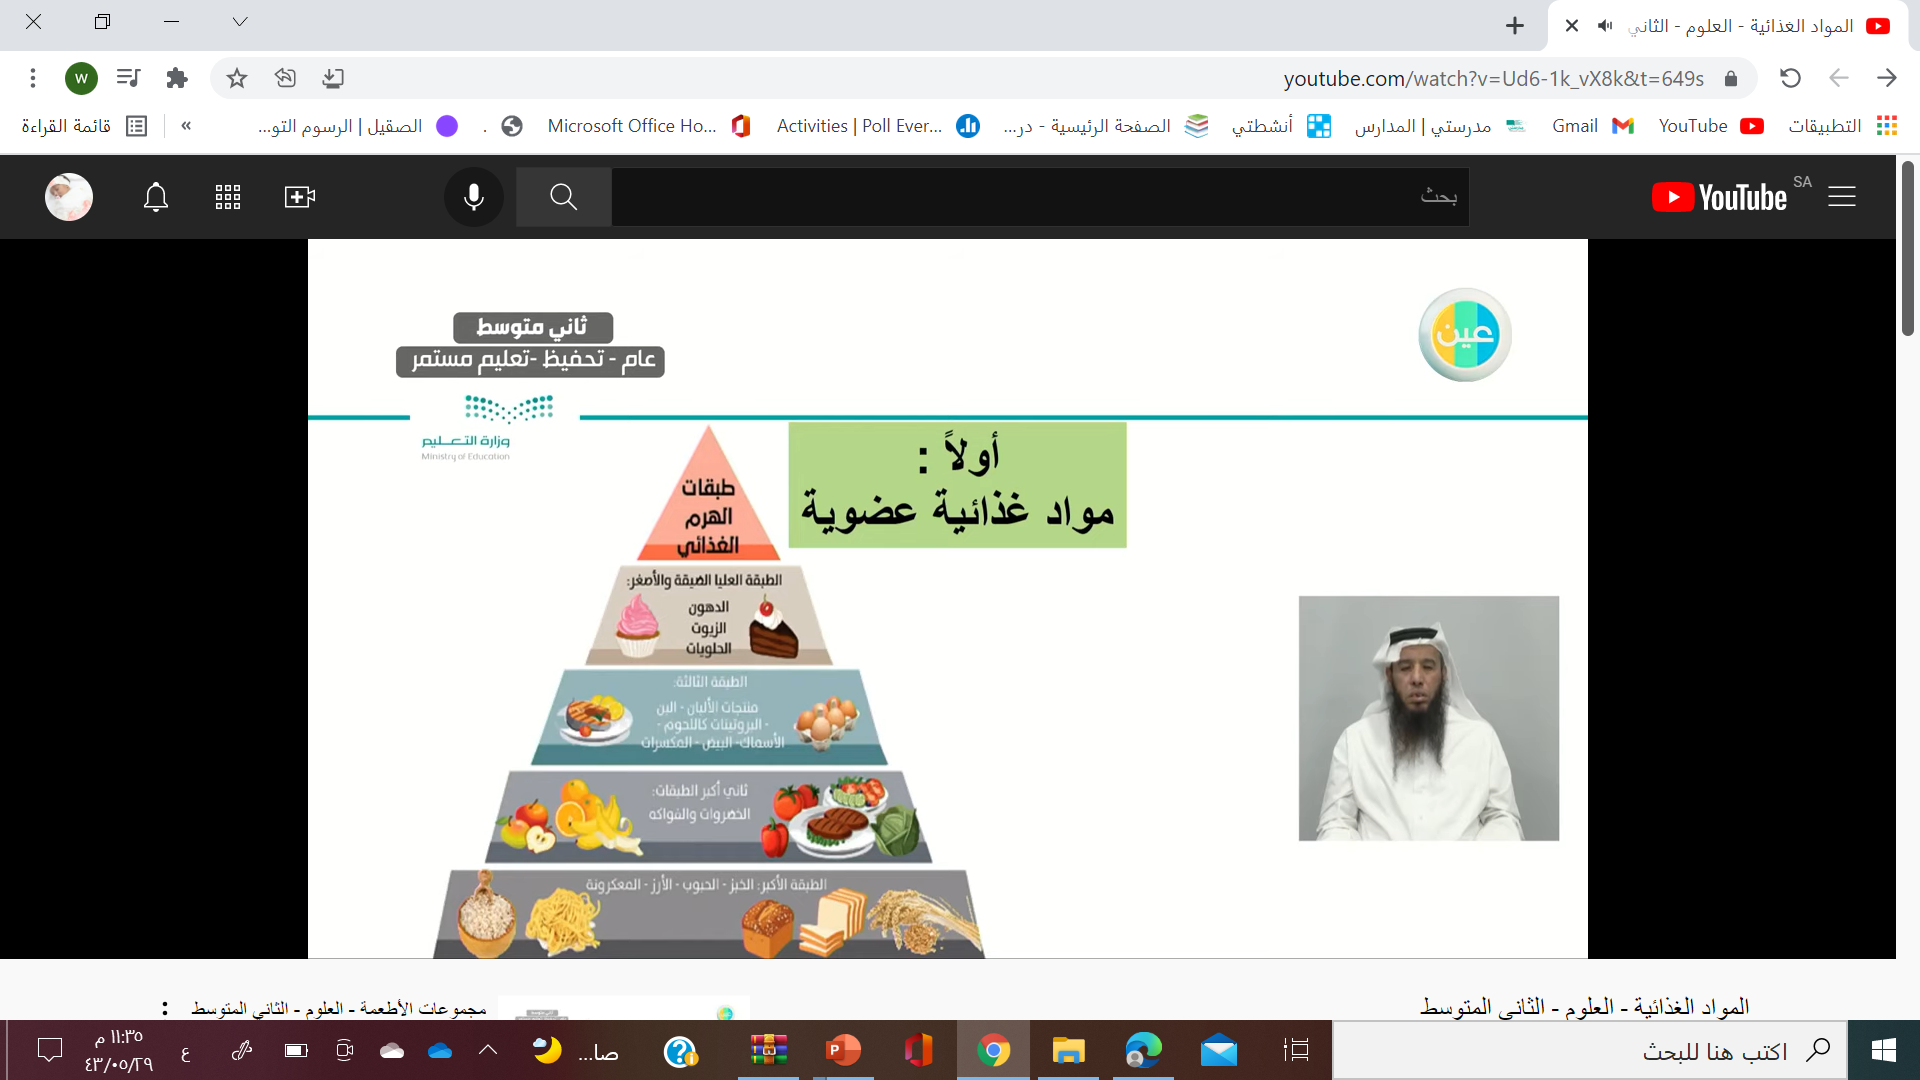 المواد الغذائية - العلوم - الثاني
youtube.com/watch?v=Ud6-1k_vX8k&t=649s
W
التطبيقات
YouTube
Gmail
مدرستي | المدارس
أنشطتي
الصفحة الرئيسية - در...
Activities | Poll Ever...
Microsoft Office Ho...
.
الصقيل | الرسوم التو...
»
قائمة القراءة
YouTube SA
بحث
عين
ثاني متوسط
عام - تحفيظ -تعليم مستمر
وزارة التعـــليم
Ministry of Education
أولاً :
مواد غذائية عضوية
طبقات
الهرم
الغذائي
الطبقة العليا الضيقة والأصغر:
الدهون
الزيوت
الحلويات
الطبقة الثالثة:
منتجات الألبان - البن
- البروتينات كاللحوم -
الأسماك- البيض - المكسرات
ثاني أكبر الطبقات:
الخضروات والفواكه
الطبقة الأكبر: الخبز - الحبوب - الأرز - المعكرونة
المواد الغذائية - العلوم - الثاني المتوسط
مجموعات الأطعمة - العلوم - الثاني المتوسط
اكتب هنا للبحث
صا...
ع
١١:٣٥ م
٤٣/٠٥/٢٩